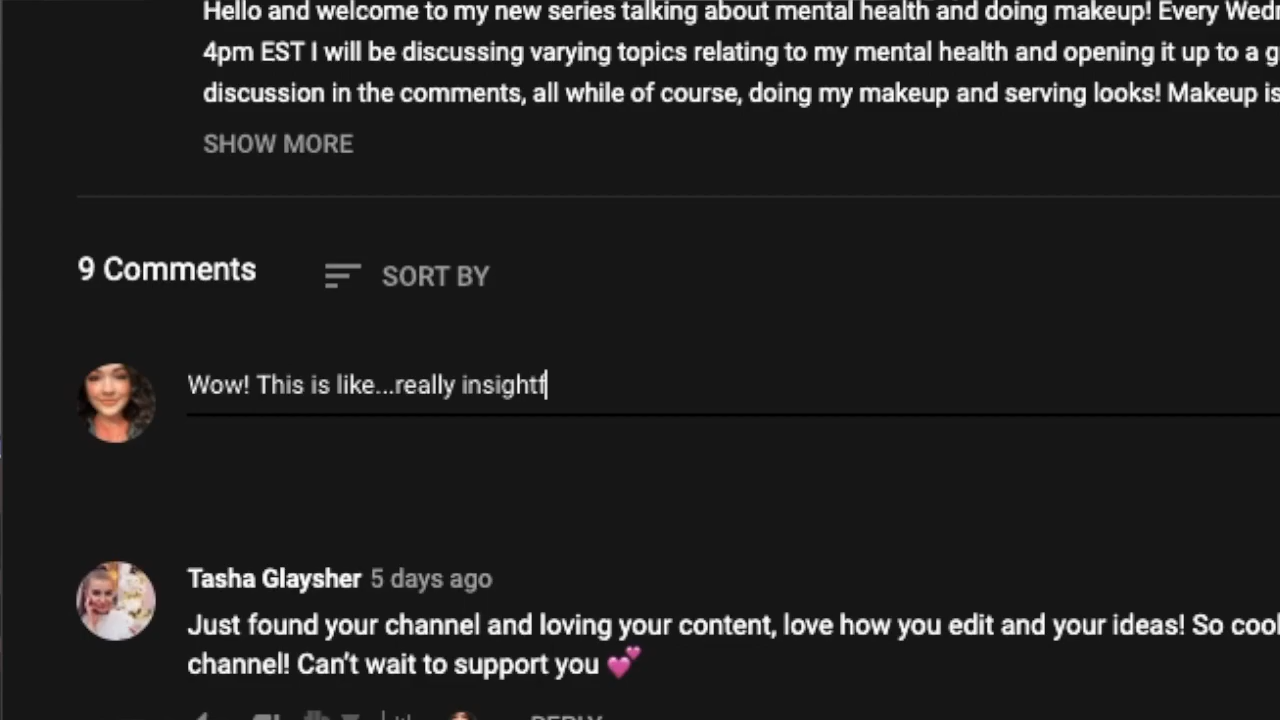 Hello and welcome to my new series talking about mental health and doing makeup! Every
4pm EST I will be discussing varying topics relating to my mental health and opening it up to a
discussion in the comments, all while of course, doing my makeup and serving looks! Makeup is
SHOW MORE
9 Comments
SORT BY
Wow! This is like...really insightf
Tasha Glaysher 5 days ago
Just found your channel and loving your content, love how you edit and your ideas! So cool
channel! Can't wait to support you 💕
REPLY